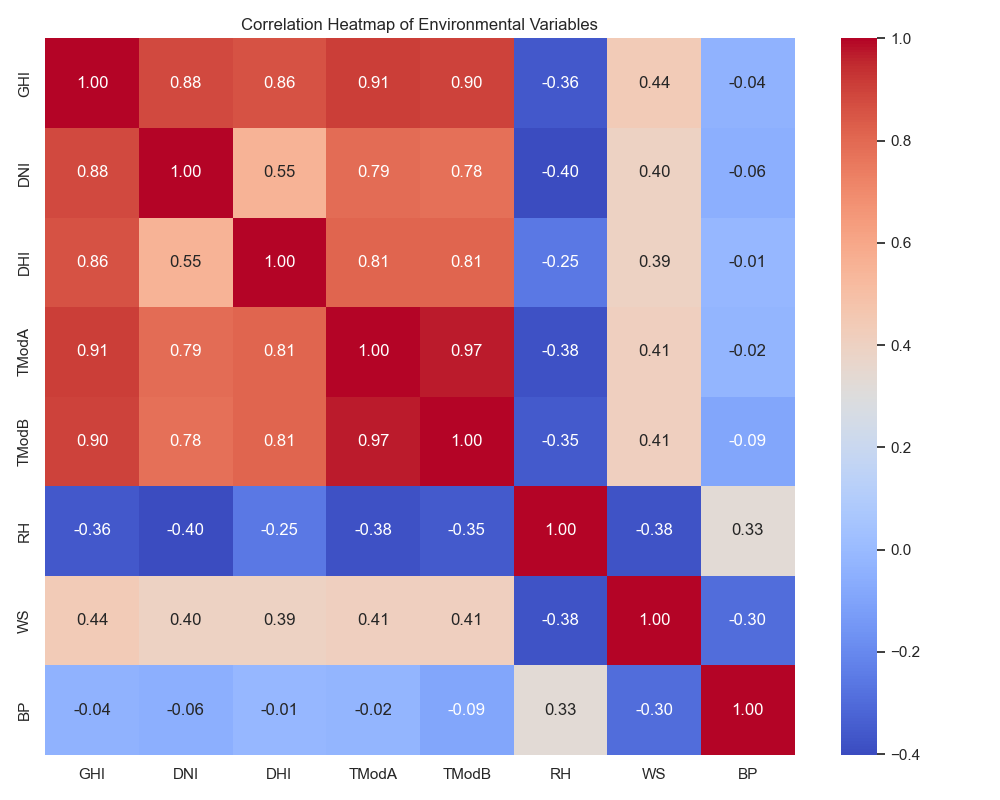 Correlation Heatmap of Environmental Variables
GHI 1.00 0.88 0.86 0.91 0.90 -0.36 0.44 -0.04
DNI 0.88 1.00 0.55 0.79 0.78 -0.40 0.40 -0.06
DHI 0.86 0.55 1.00 0.81 0.81 -0.25 0.39 -0.01
TModA 0.91 0.79 0.81 1.00 0.97 -0.38 0.41 -0.02
TModB 0.90 0.78 0.81 0.97 1.00 -0.35 0.41 -0.09
RH -0.36 -0.40 -0.25 -0.38 -0.35 1.00 -0.38 0.33
WS 0.44 0.40 0.39 0.41 0.41 -0.38 1.00 -0.30
BP -0.04 -0.06 -0.01 -0.02 -0.09 0.33 -0.30 1.00
GHI DNI DHI TModA TModB RH WS BP
1.0
0.8
0.6
0.4
0.2
0.0
−0.2
−0.4